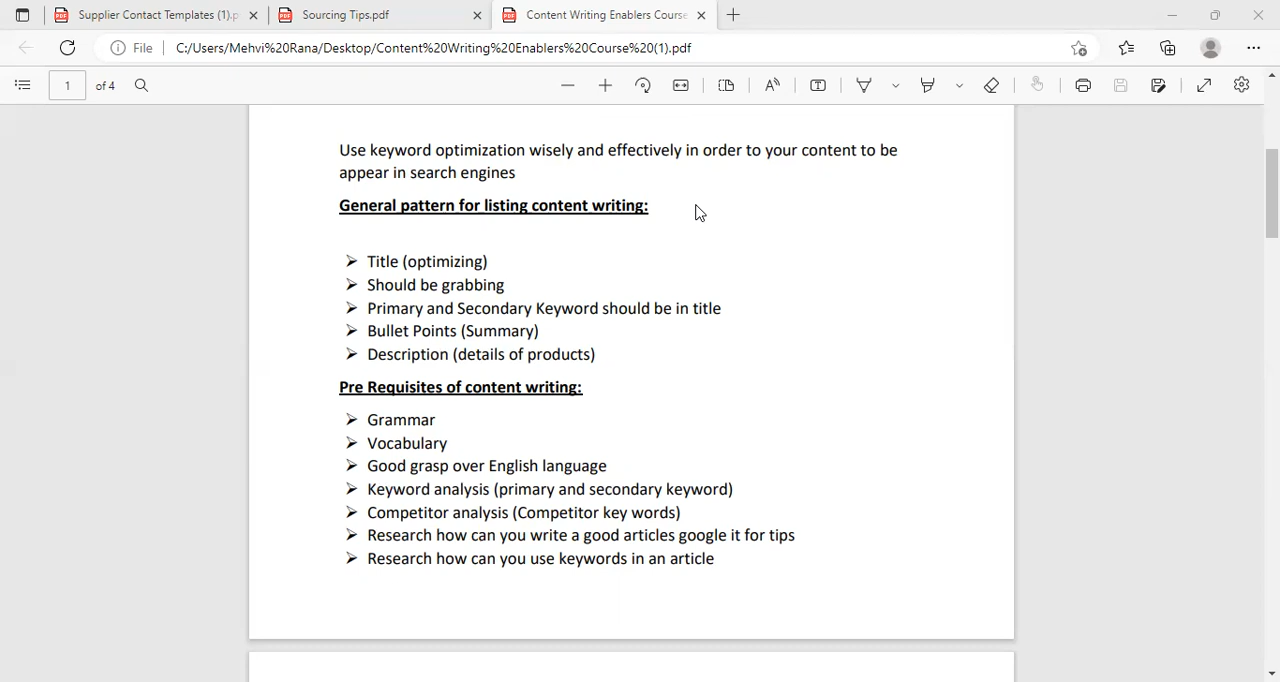 Supplier Contact Templates (1).p
Sourcing Tips.pdf
Content Writing Enablers Course
File
C:/Users/Mehvi%20Rana/Desktop/Content%20Writing%20Enablers%20Course%20(1).pdf
1 of 4
Use keyword optimization wisely and effectively in order to your content to be
appear in search engines
General pattern for listing content writing:
➢ Title (optimizing)
➢ Should be grabbing
➢ Primary and Secondary Keyword should be in title
➢ Bullet Points (Summary)
➢ Description (details of products)
Pre Requisites of content writing:
➢ Grammar
➢ Vocabulary
➢ Good grasp over English language
➢ Keyword analysis (primary and secondary keyword)
➢ Competitor analysis (Competitor key words)
➢ Research how can you write a good articles google it for tips
➢ Research how can you use keywords in an article